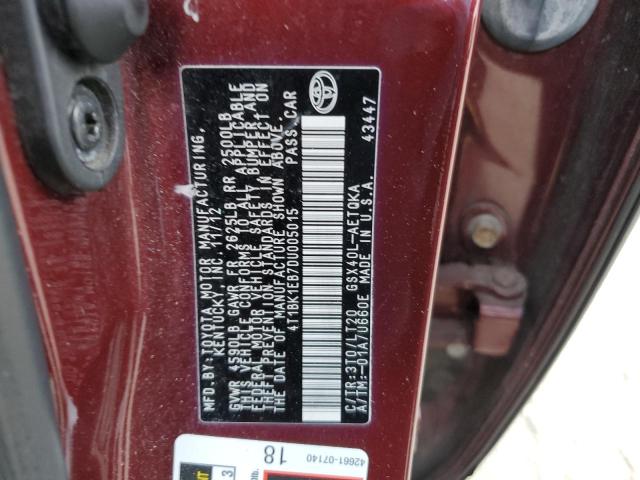 MFD.BY:TOYOTA MOTOR MANUFACTURING,
KENTUCKY, INC. 11/12
GVWR 4590LB GAWR FR 2625LB RR 2500LB
THIS VEHICLE CONFORMS TO ALL APPLICABLE
FEDERAL MOTOR VEHICLE SAFETY BUMPER,AND
THEFT PREVENTION STANDARDS IN EFFECT ON
THE DATE OF MANUFACTURE SHOWN ABOVE.
4T1BK1EB7DU005015 PASS. CAR
C/TR:3T0/LT20 GSX40L-AETQKA
A/TM:-01A/U660E MADE IN U.S.A. 43447
42661-07140
18
3